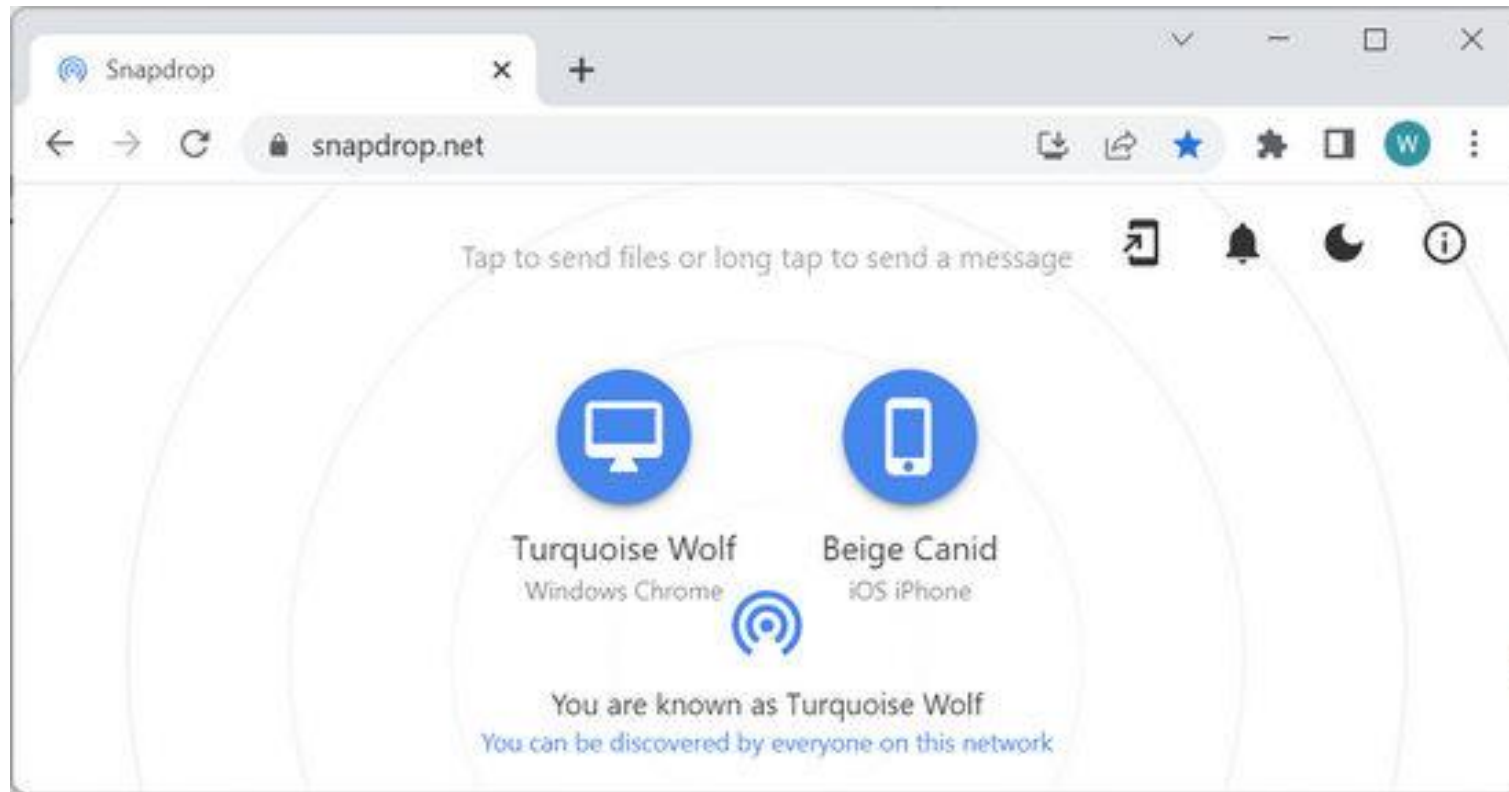 Snapdrop
snapdrop.net
W
Tap to send files or long tap to send a message
Turquoise Wolf
Windows Chrome
Beige Canid
iOS iPhone
You are known as Turquoise Wolf
You can be discovered by everyone on this network